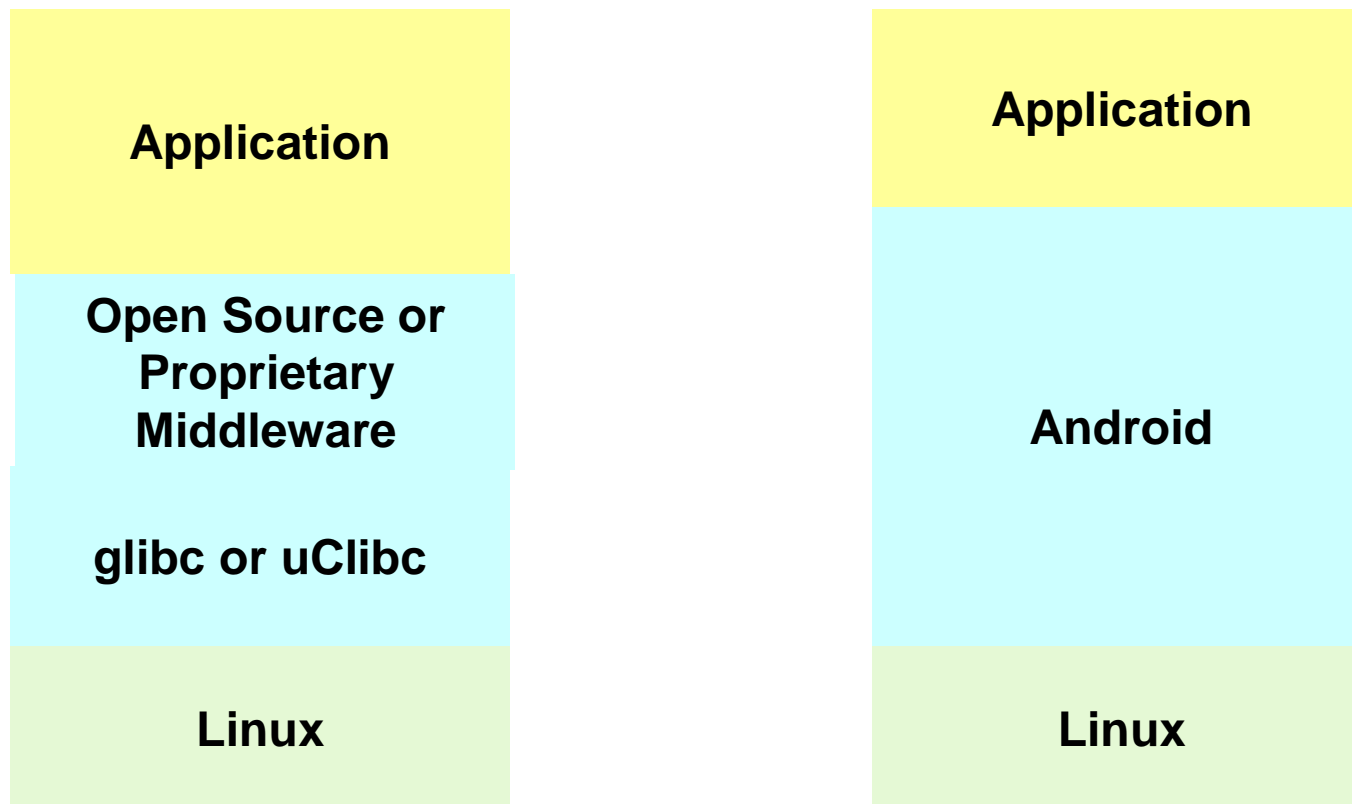 Application
Open Source or
Proprietary
Middleware
glibc or uClibc
Linux
Application
Android
Linux